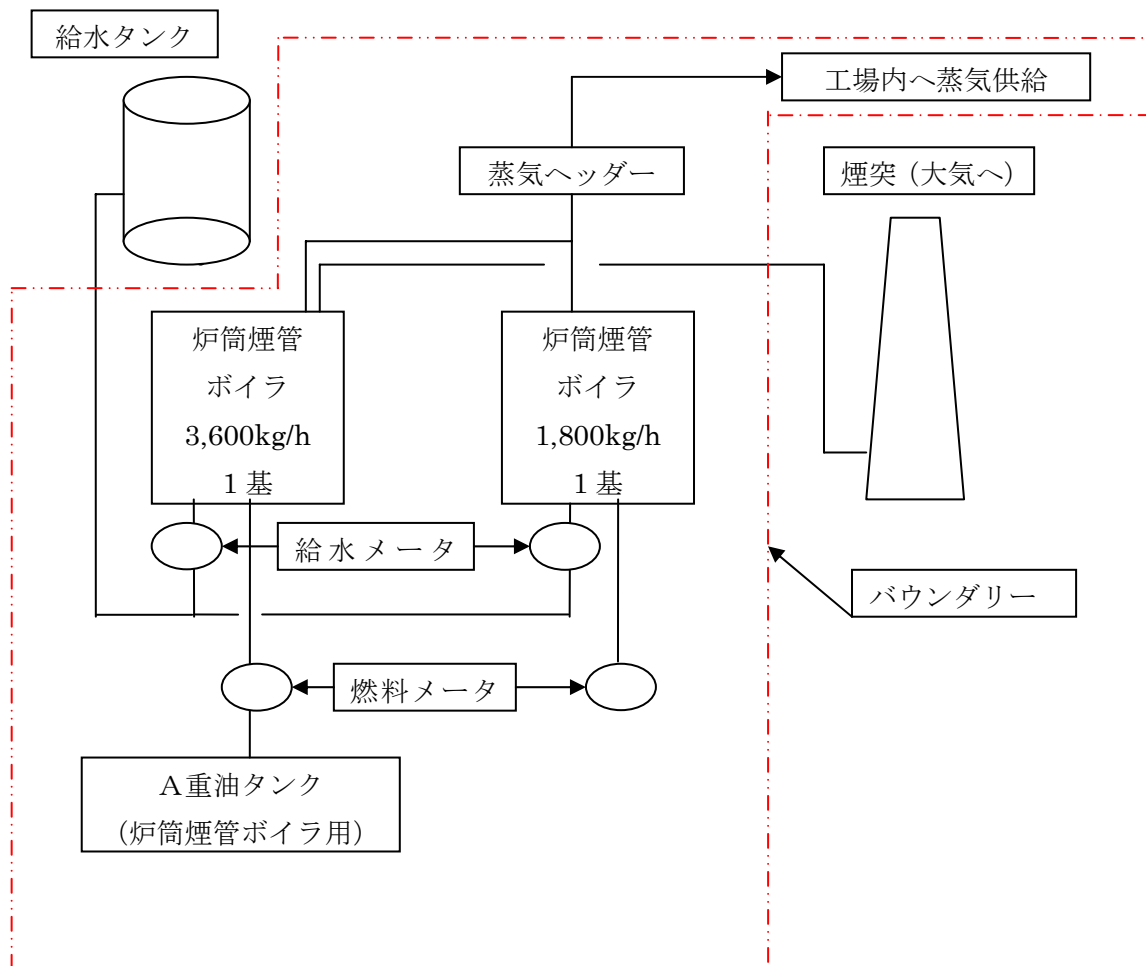 給水タンク
工場内へ蒸気供給
蒸気ヘッダー
煙突（大気へ）
炉筒煙管
ボイラ
3,600kg/h
1 基
炉筒煙管
ボイラ
1,800kg/h
1 基
給水メータ
バウンダリー
燃料メータ
Ａ重油タンク
（炉筒煙管ボイラ用）